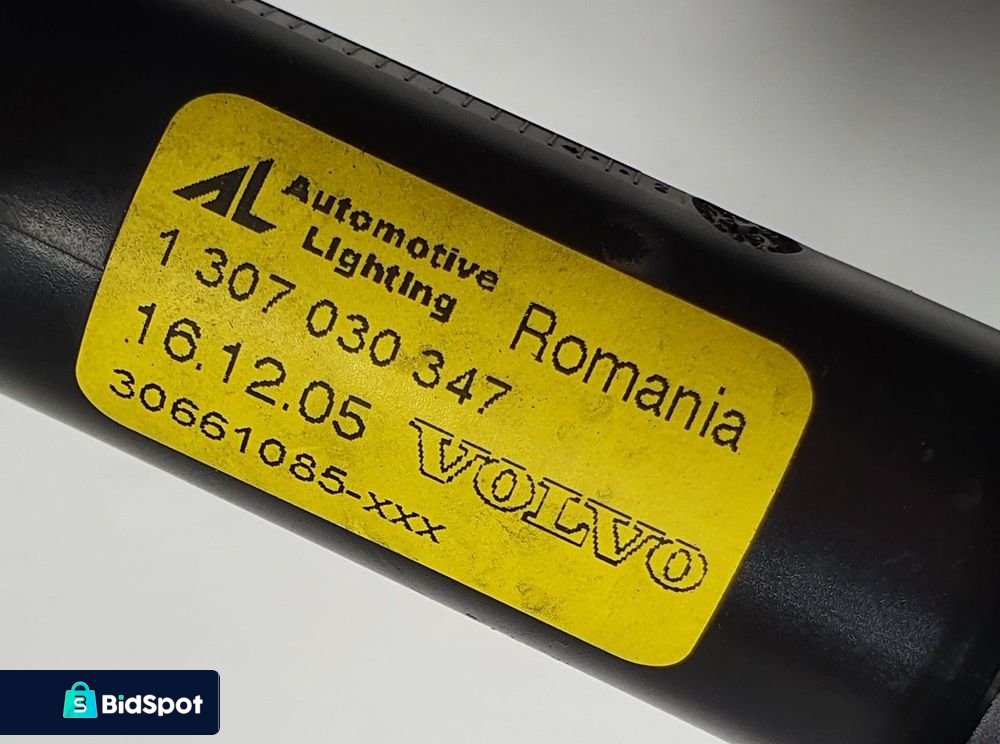 AL Automotive
Lighting
1 307 030 347 Romania
16.12.05 VOLVO
30661085-xxx
BidSpot